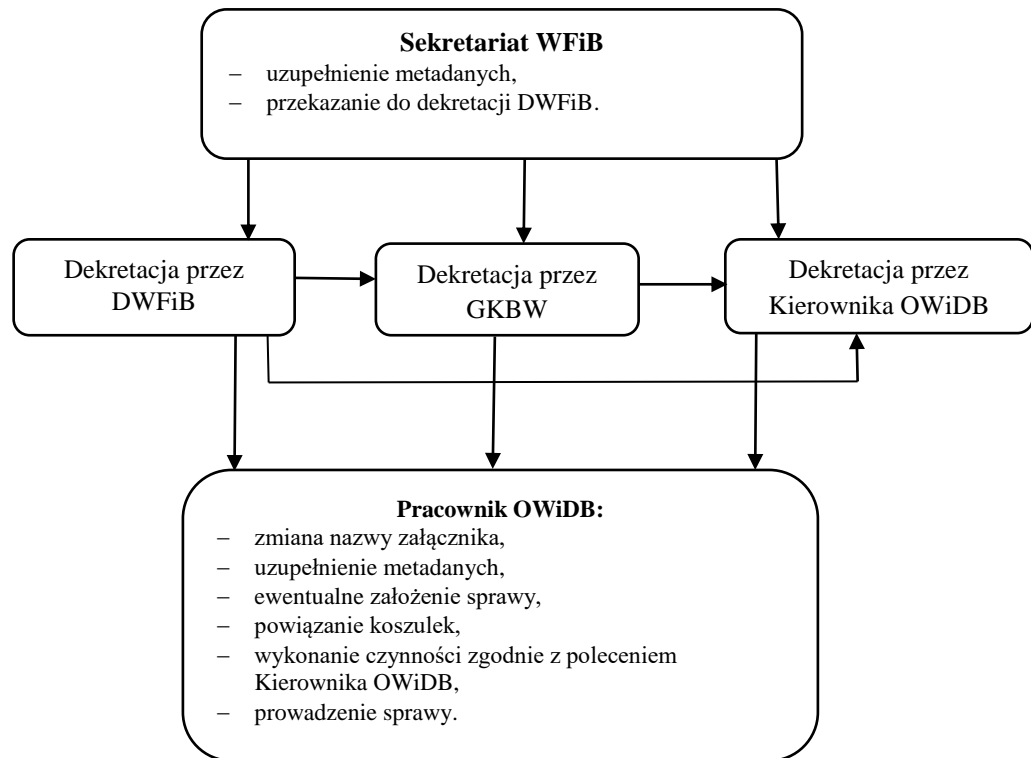 Sekretariat WFiB
– uzupełnienie metadanych,
– przekazanie do dekretacji DWFiB.
Dekretacja przez
DWFiB
Dekretacja przez
GKBW
Dekretacja przez
Kierownika OWiDB
Pracownik OWiDB:
– zmiana nazwy załącznika,
– uzupełnienie metadanych,
– ewentualne założenie sprawy,
– powiązanie koszulek,
– wykonanie czynności zgodnie z poleceniem
Kierownika OWiDB,
– prowadzenie sprawy.